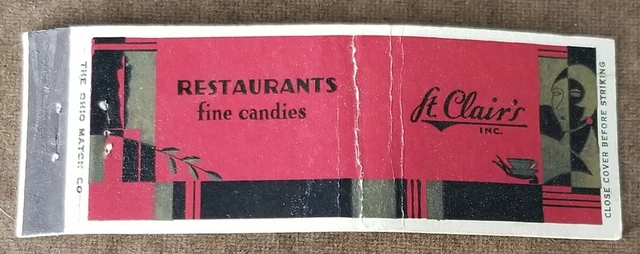 THE OHIO MATCH CO
RESTAURANTS
fine candies
St. Clair's
INC.
CLOSE COVER BEFORE STRIKING